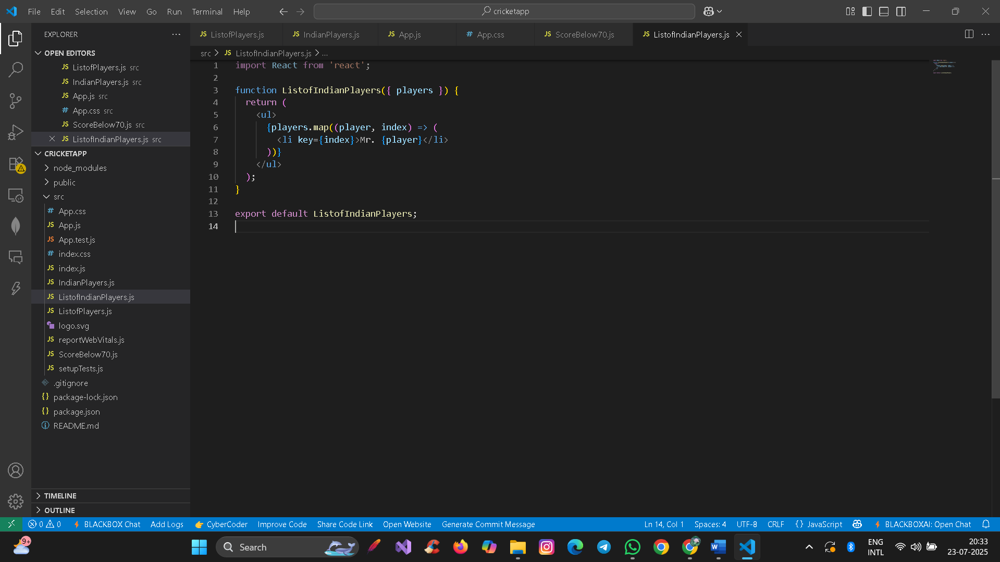 File Edit Selection View Go Run Terminal Help
cricketapp
EXPLORER
OPEN EDITORS
JS ListofPlayers.js src
JS IndianPlayers.js src
JS App.js src
# App.css src
JS ScoreBelow70.js src
JS ListofIndianPlayers.js src
CRICKETAPP
node_modules
public
src
# App.css
JS App.js
JS App.test.js
# index.css
JS index.js
JS IndianPlayers.js
JS ListofIndianPlayers.js
JS ListofPlayers.js
logo.svg
JS reportWebVitals.js
JS ScoreBelow70.js
JS setupTests.js
.gitignore
{} package-lock.json
{} package.json
README.md
TIMELINE
OUTLINE
JS ListofPlayers.js JS IndianPlayers.js JS App.js # App.css JS ScoreBelow70.js JS ListofIndianPlayers.js
src > JS ListofIndianPlayers.js > ...
1 import React from 'react';
2
3 function ListofIndianPlayers({ players }) {
4 return (
5 <ul>
6 {players.map((player, index) => (
7 <li key={index}>Mr. {player}</li>
8 ))}
9 </ul>
10 );
11 }
12
13 export default ListofIndianPlayers;
14
0 0 BLACKBOX Chat Add Logs CyberCoder Improve Code Share Code Link Open Website Generate Commit Message Ln 14, Col 1 Spaces: 4 UTF-8 CRLF {} JavaScript BLACKBOXAI: Open Chat
9+ Search ENG INTL 20:33
23-07-2025